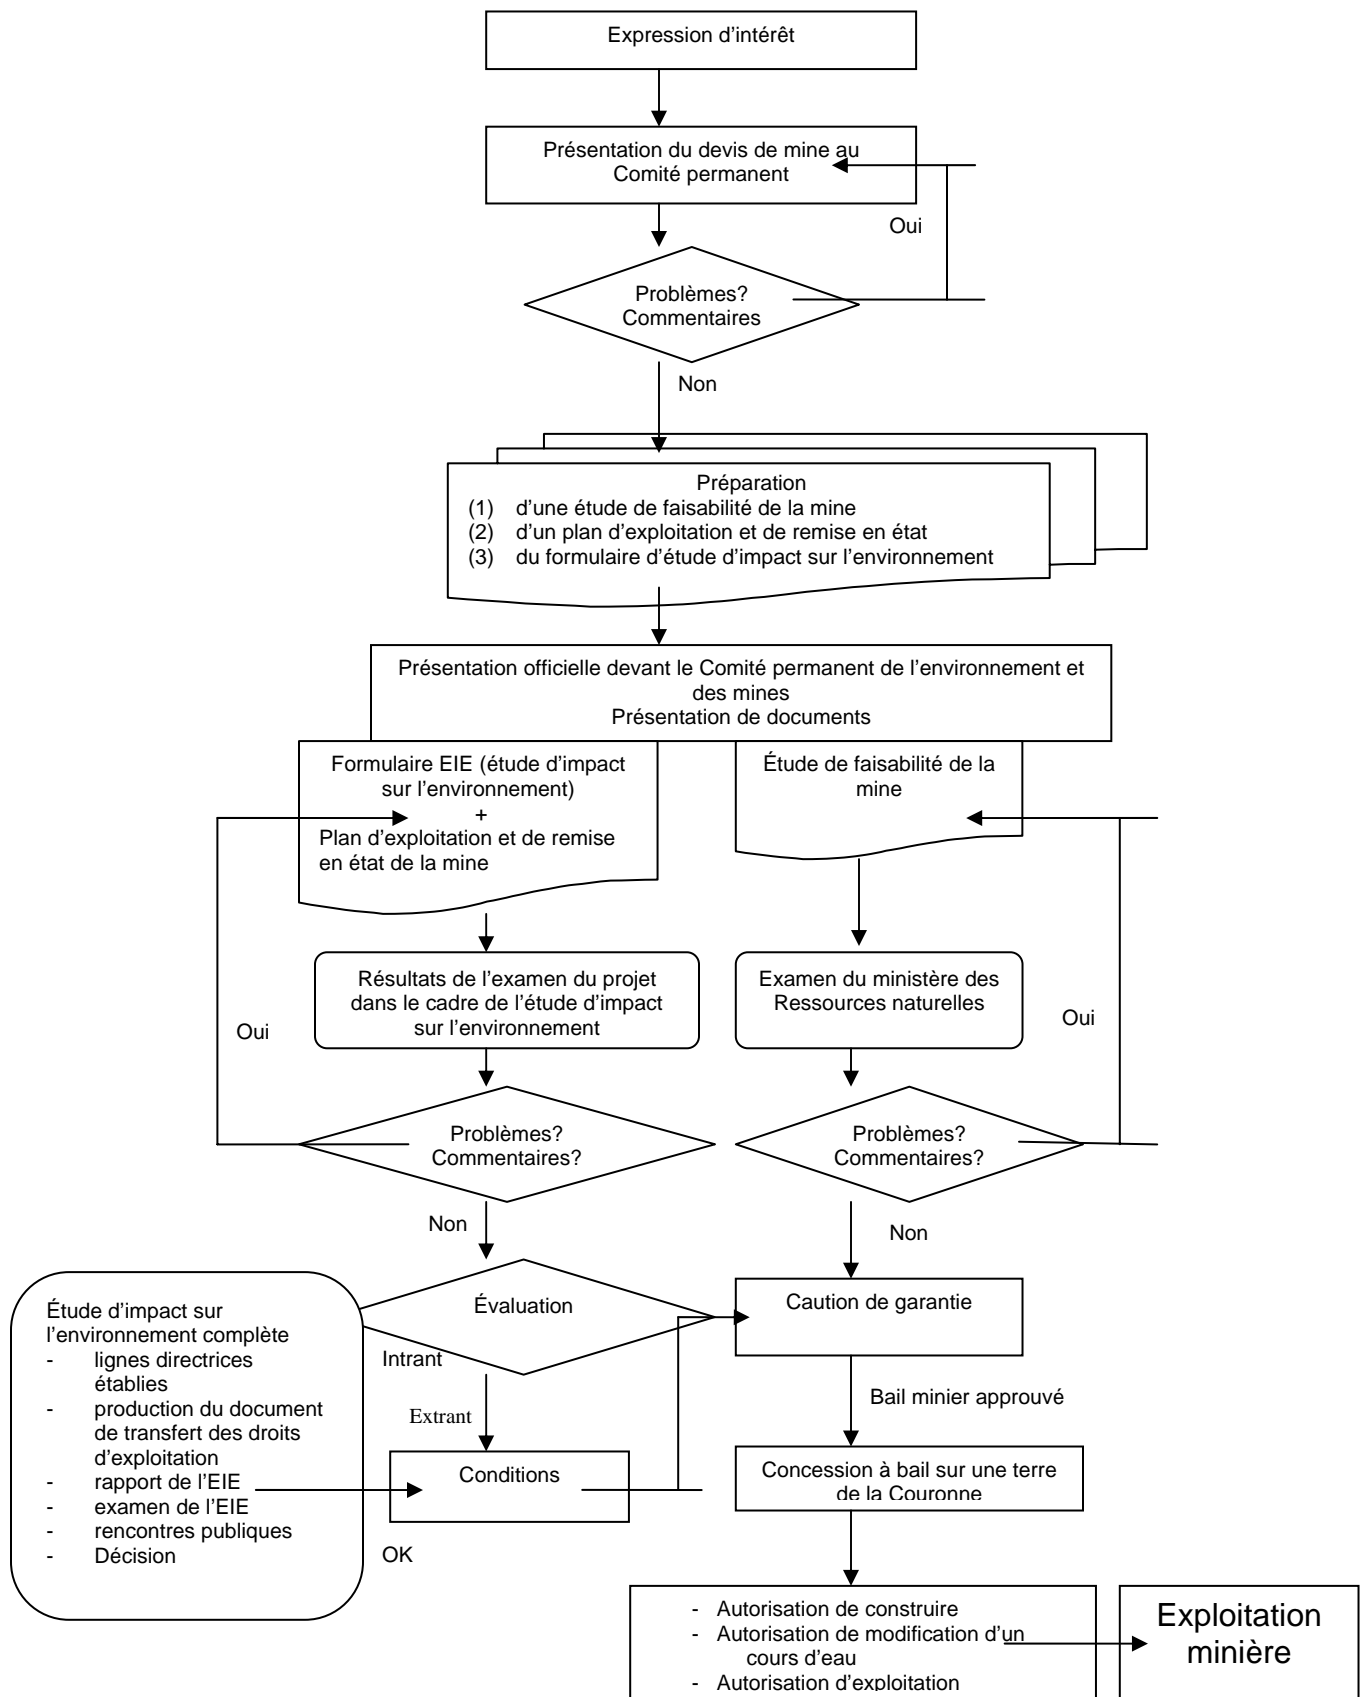 Expression d’intérêt
Présentation du devis de mine au
Comité permanent
Oui
Problèmes?
Commentaires
Non
Préparation
(1) d’une étude de faisabilité de la mine
(2) d’un plan d’exploitation et de remise en état
(3) du formulaire d’étude d’impact sur l’environnement
Présentation officielle devant le Comité permanent de l’environnement et
des mines
Présentation de documents
Formulaire EIE (étude d’impact
sur l’environnement)
+
Plan d’exploitation et de remise
en état de la mine
Étude de faisabilité de la
mine
Résultats de l’examen du projet
dans le cadre de l’étude d’impact
sur l’environnement
Examen du ministère des
Ressources naturelles
Oui
Oui
Problèmes?
Commentaires?
Problèmes?
Commentaires?
Non
Non
Évaluation
Caution de garantie
Étude d’impact sur
l’environnement complète
- lignes directrices
établies
- production du document
de transfert des droits
d’exploitation
- rapport de l’EIE
- examen de l’EIE
- rencontres publiques
- Décision
Intrant
Extrant
Bail minier approuvé
Conditions
Concession à bail sur une terre
de la Couronne
OK
- Autorisation de construire
- Autorisation de modification d’un
cours d’eau
- Autorisation d’exploitation
Exploitation
minière